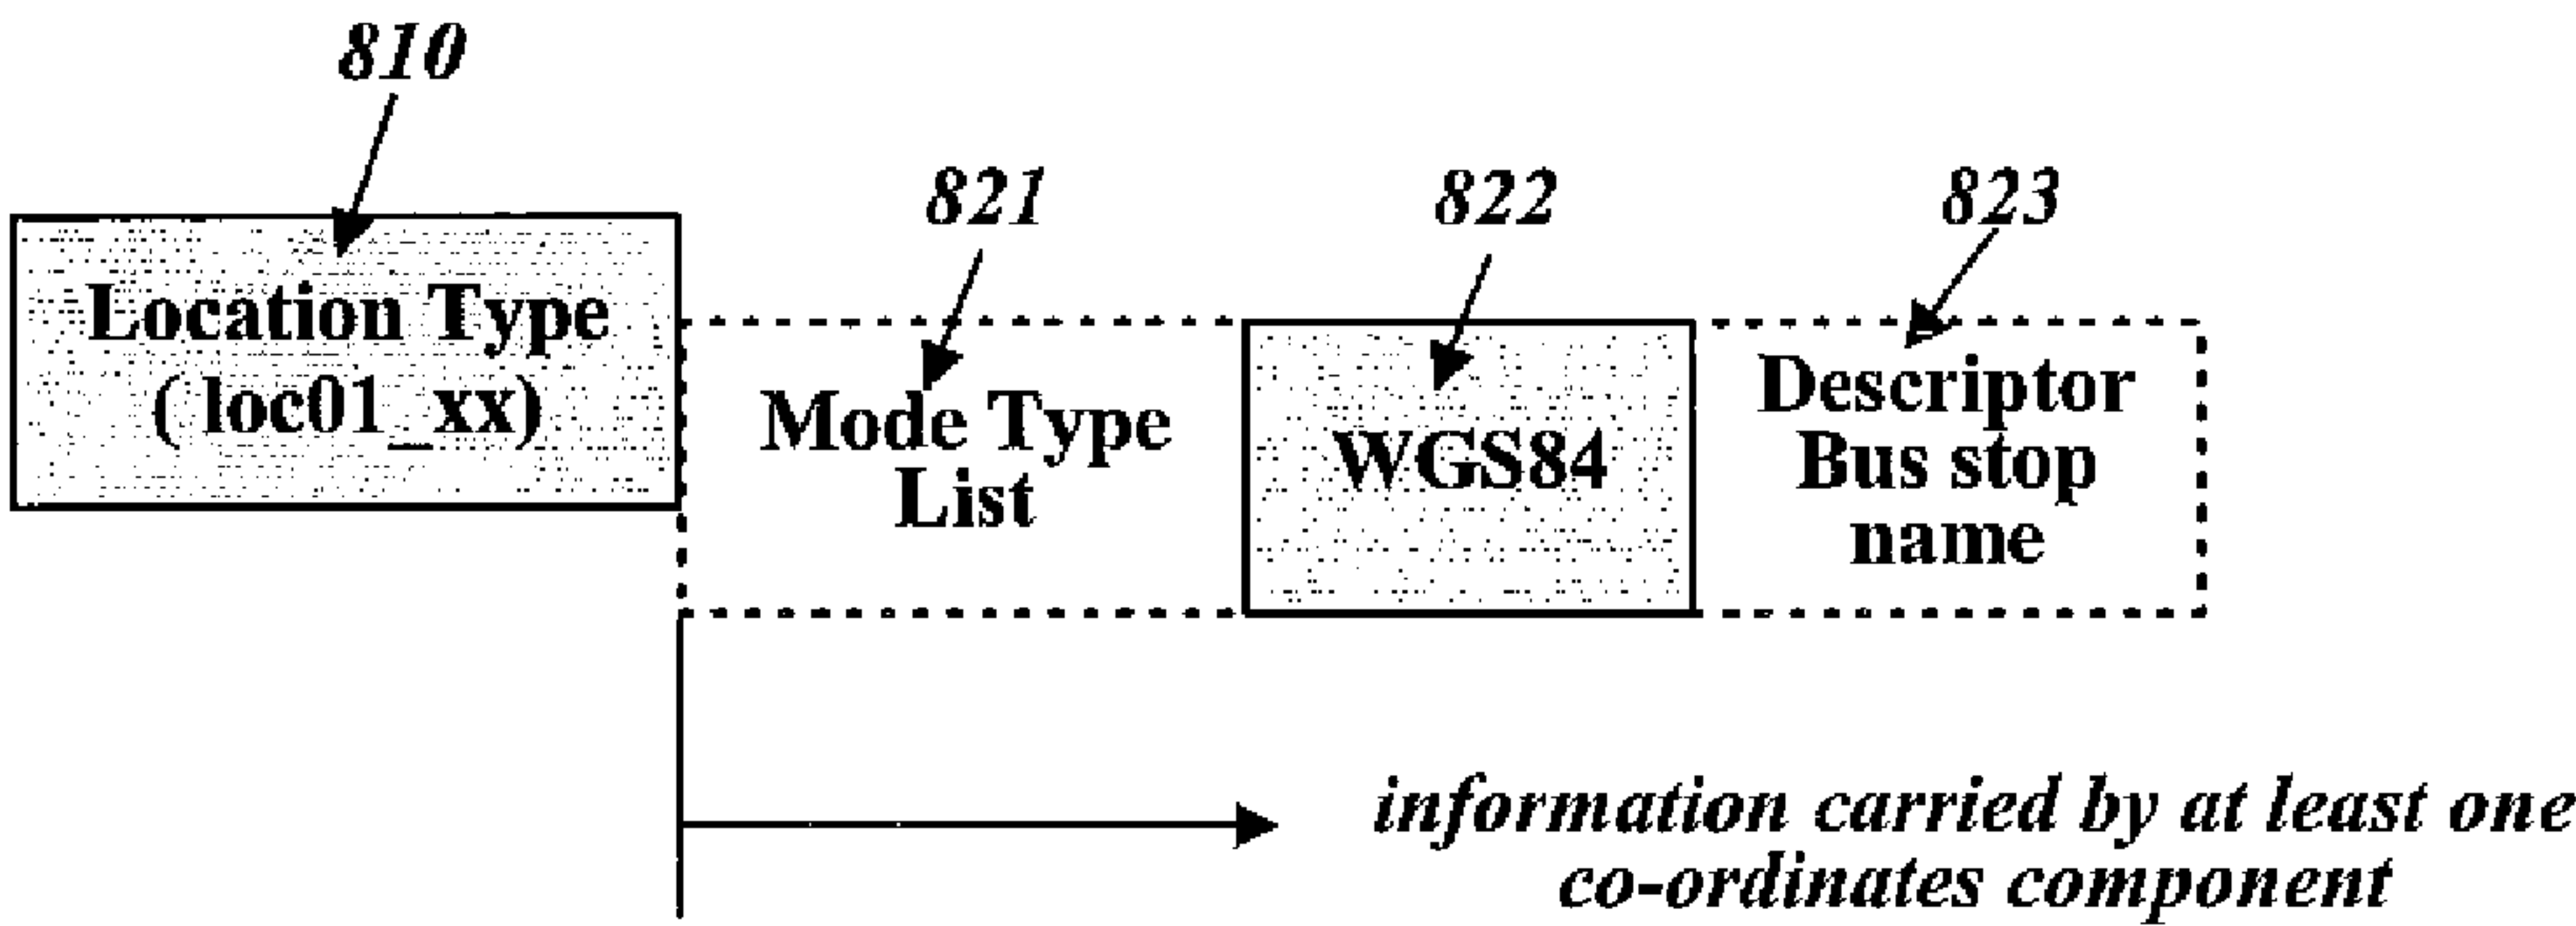 810
821
822
823
Location Type
( loc01_xx)
Mode Type
List
WGS84
Descriptor
Bus stop
name
information carried by at least one
co-ordinates component